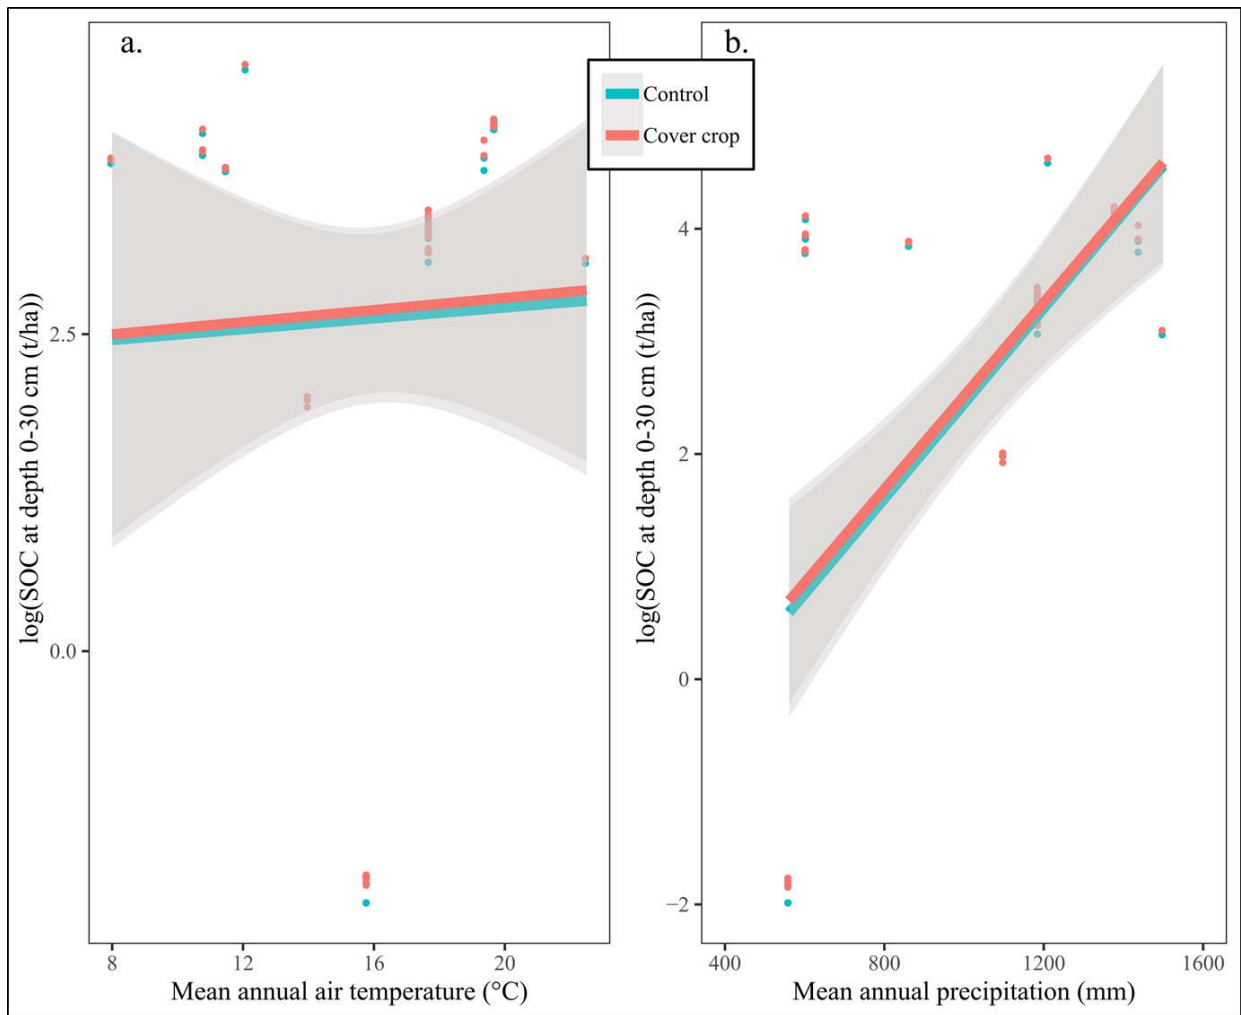 a.
b.
Control
Cover crop
log(SOC at depth 0-30 cm (t/ha))
2.5
0.0
8
12
16
20
Mean annual air temperature (°C)
log(SOC at depth 0-30 cm (t/ha))
4
2
0
−2
400
800
1200
1600
Mean annual precipitation (mm)